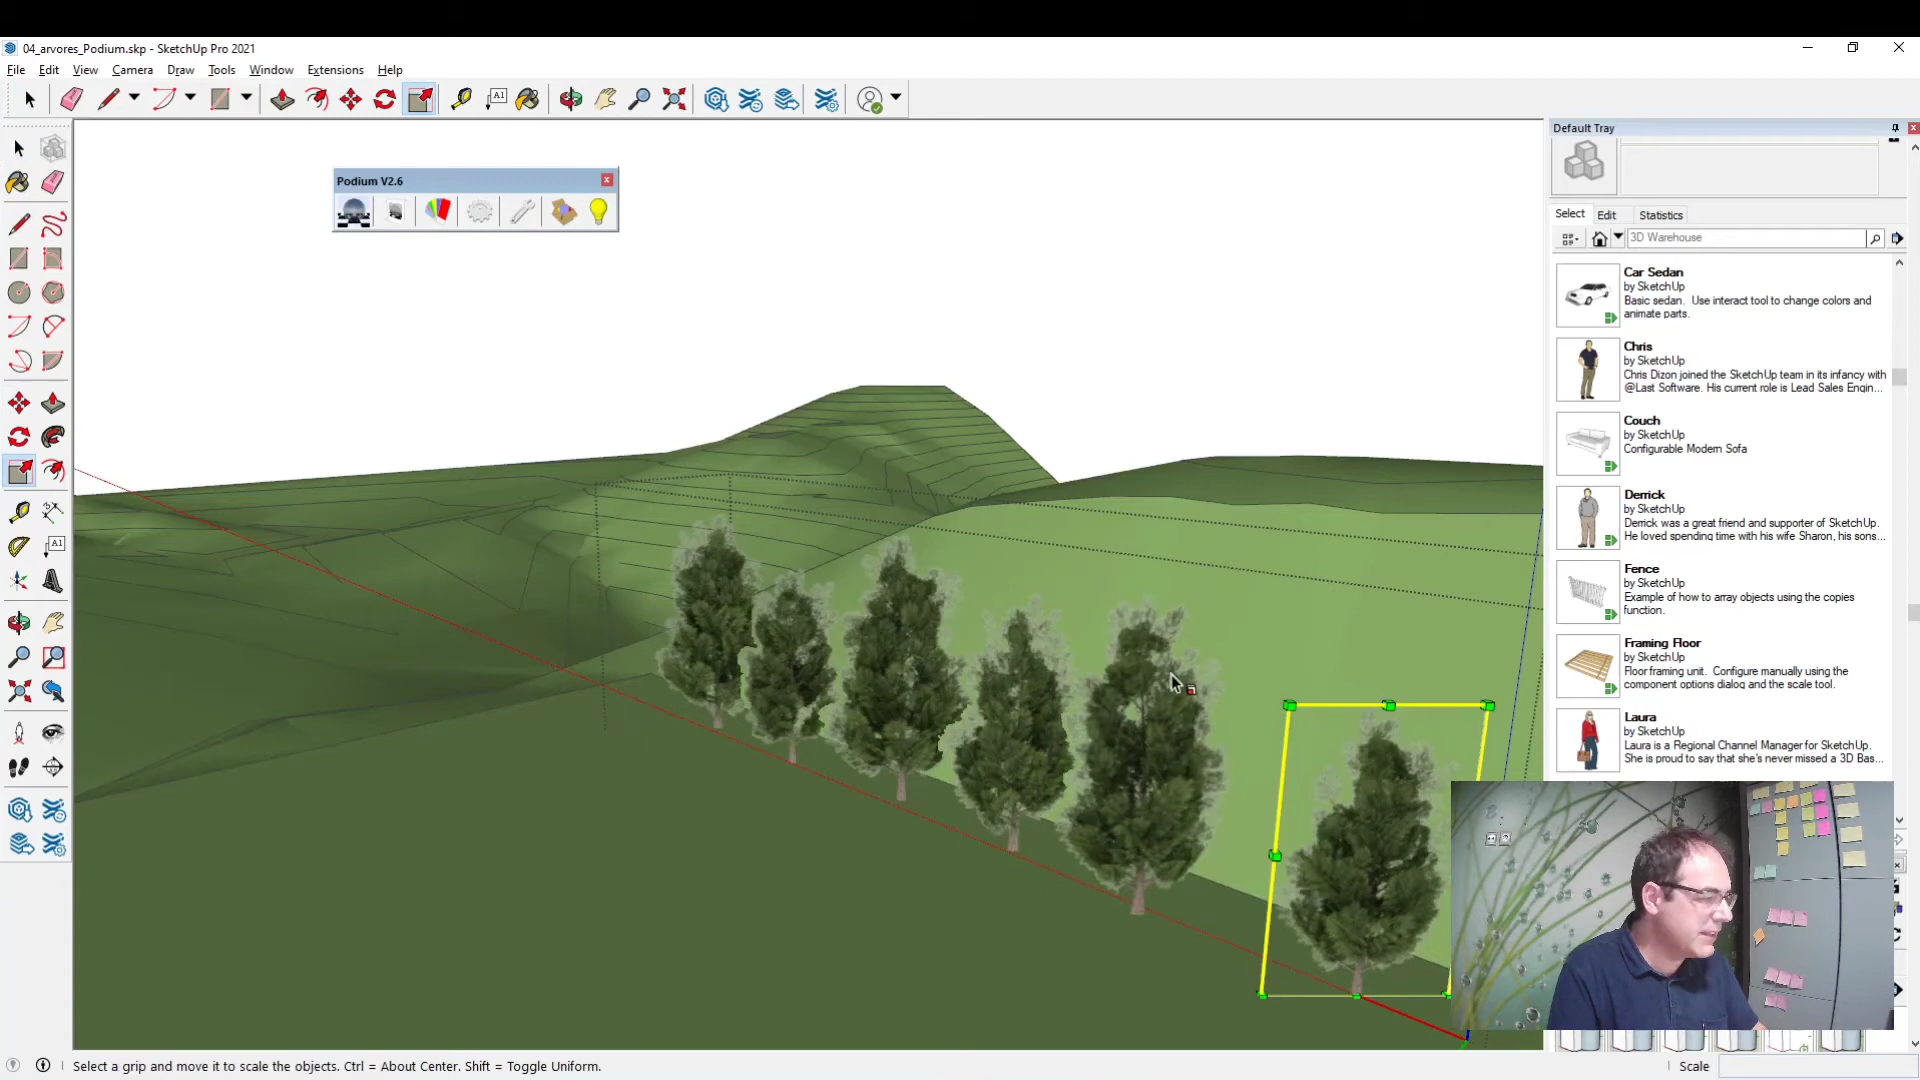 04_arvores_Podium.skp - SketchUp Pro 2021
File Edit View Camera Draw Tools Window Extensions Help
A1
Default Tray
Podium V2.6
Select Edit Statistics
3D Warehouse
Car Sedan
by SketchUp
Basic sedan. Use interact tool to change colors and
animate parts.
Chris
by SketchUp
Chris Dizon joined the SketchUp team in its infancy with
@Last Software. His current role is Lead Sales Engin...
Couch
by SketchUp
Configurable Modern Sofa
Derrick
by SketchUp
Derrick was a great friend and supporter of SketchUp.
He loved spending time with his wife Sharon, his sons...
Fence
by SketchUp
Example of how to array objects using the copies
function.
Framing Floor
by SketchUp
Floor framing unit. Configure manually using the
component options dialog and the scale tool.
Laura
by SketchUp
Laura is a Regional Channel Manager for SketchUp.
She is proud to say that she's never missed a 3D Bas...
A1
Select a grip and move it to scale the objects. Ctrl = About Center. Shift = Toggle Uniform.
Scale